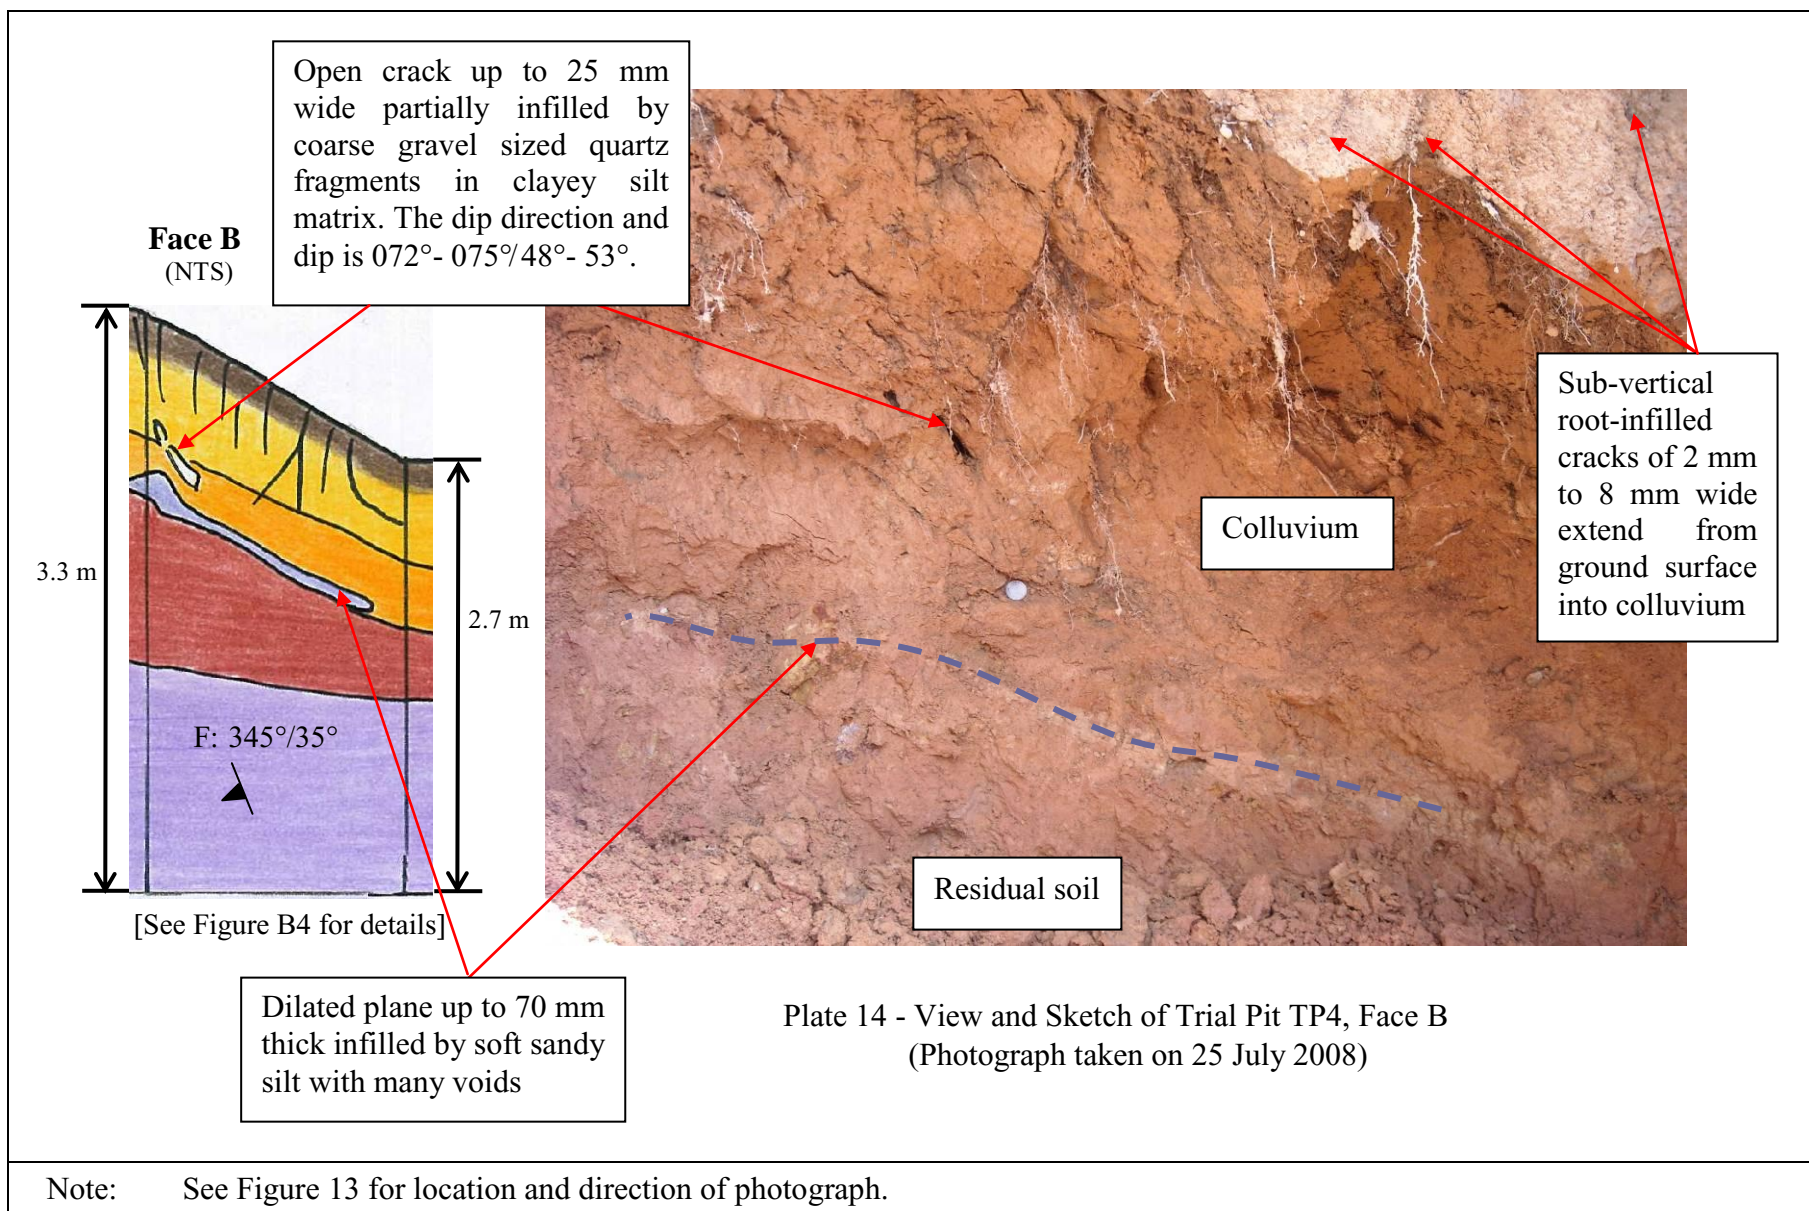 Open crack up to 25 mm
wide partially infilled by
coarse gravel sized quartz
fragments in clayey silt
matrix. The dip direction and
dip is 072°- 075°/48°- 53°.
Face B
(NTS)
3.3 m
2.7 m
F: 345°/35°
[See Figure B4 for details]
Colluvium
Residual soil
Sub-vertical
root-infilled
cracks of 2 mm
to 8 mm wide
extend from
ground surface
into colluvium
Dilated plane up to 70 mm
thick infilled by soft sandy
silt with many voids
Plate 14 - View and Sketch of Trial Pit TP4, Face B
(Photograph taken on 25 July 2008)
Note: See Figure 13 for location and direction of photograph.